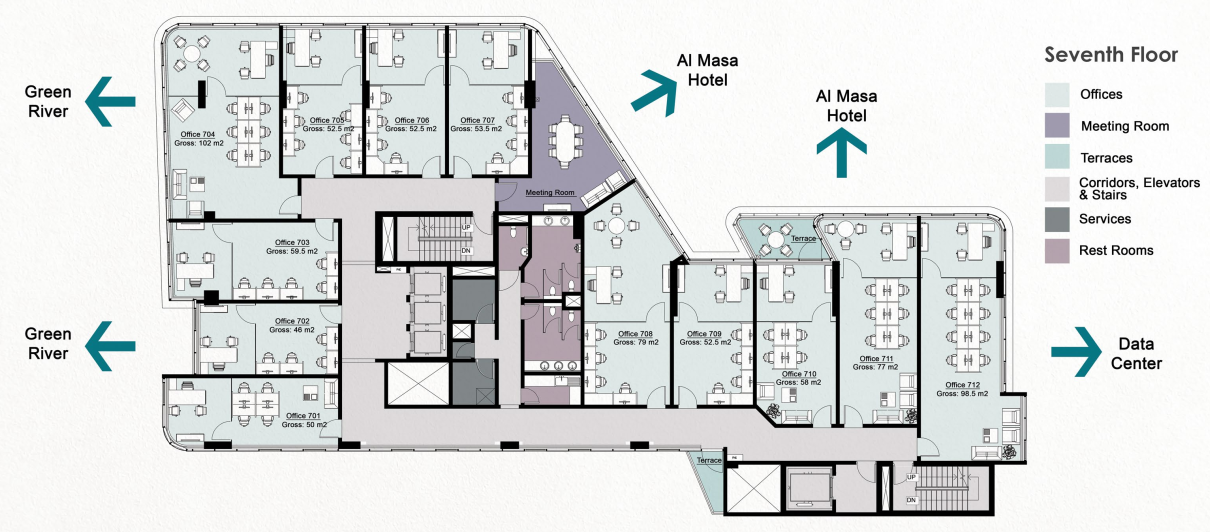 Seventh Floor
Offices
Meeting Room
Terraces
Corridors, Elevators
& Stairs
Services
Rest Rooms
Green
River
Al Masa
Hotel
Al Masa
Hotel
Green
River
Data
Center
Office 704
Gross: 102 m2
Office 705
Gross: 52.5 m2
Office 706
Gross: 52.5 m2
Office 707
Gross: 53.5 m2
Meeting Room
UP
DN
Office 703
Gross: 59.5 m2
Terrace
Office 702
Gross: 46 m2
Office 708
Gross: 79 m2
Office 709
Gross: 52.5 m2
Office 710
Gross: 58 m2
Office 711
Gross: 77 m2
Office 712
Gross: 98.5 m2
Office 701
Gross: 50 m2
Terrace
UP
DN